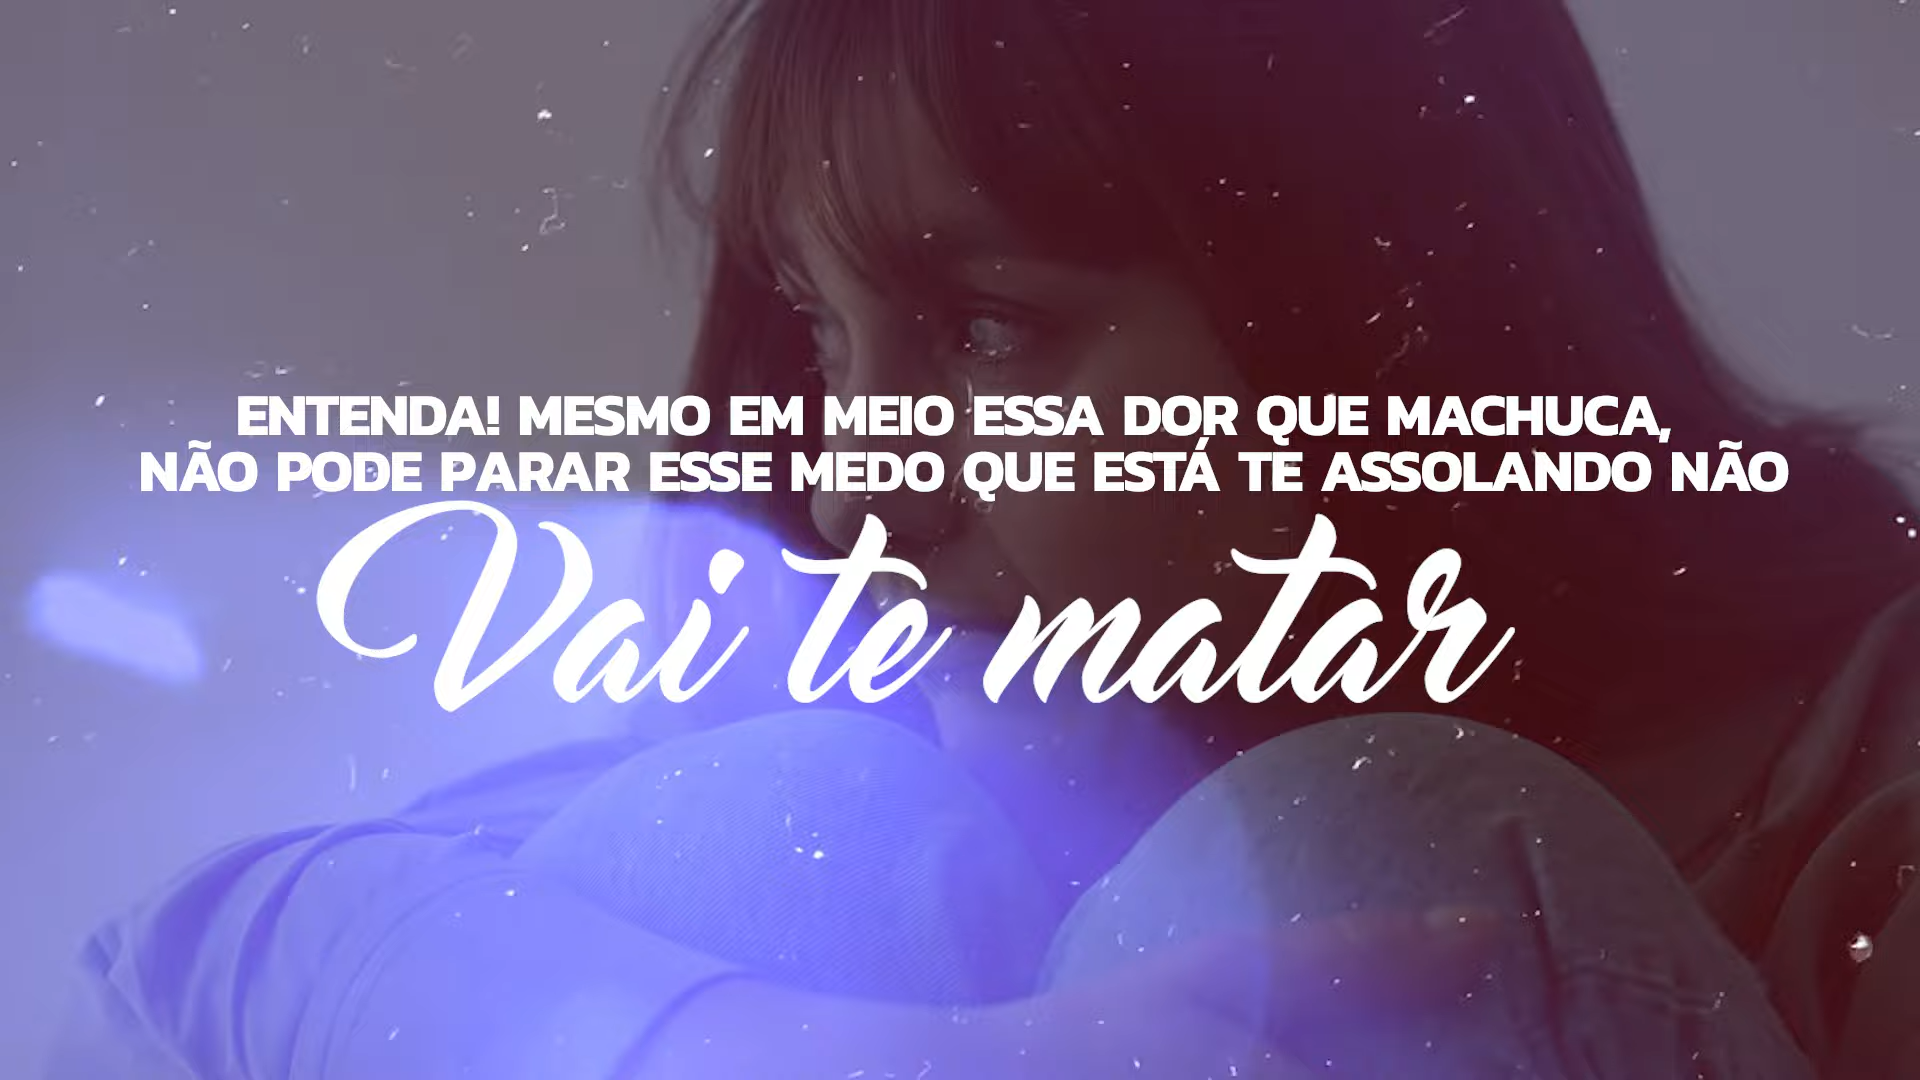 ENTENDA! MESMO EM MEIO ESSA DOR QUE MACHUCA,
NÃO PODE PARAR ESSE MEDO QUE ESTÁ TE ASSOLANDO NÃO
Vai te matar